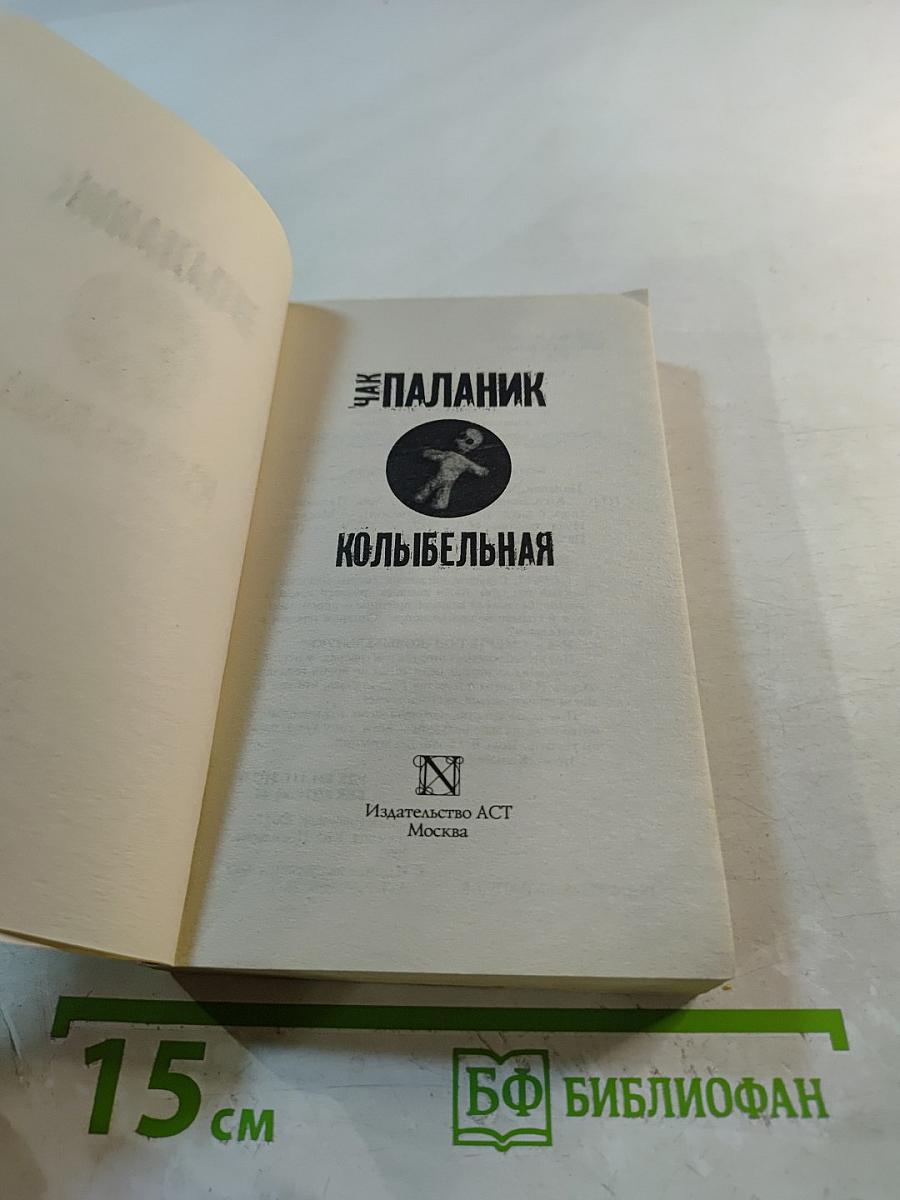 ЧАК ПАЛАНИК
КОЛЫБЕЛЬНАЯ
N
Издательство АСТ
Москва
15 см
БФ БИБЛИОФАН